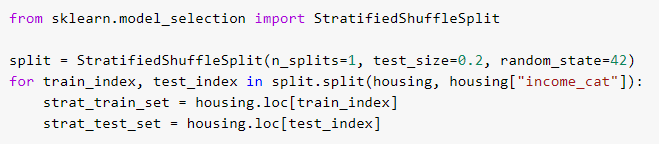 from sklearn.model_selection import StratifiedShuffleSplit
split = StratifiedShuffleSplit(n_splits=1, test_size=0.2, random_state=42)
for train_index, test_index in split.split(housing, housing["income_cat"]):
    strat_train_set = housing.loc[train_index]
    strat_test_set = housing.loc[test_index]